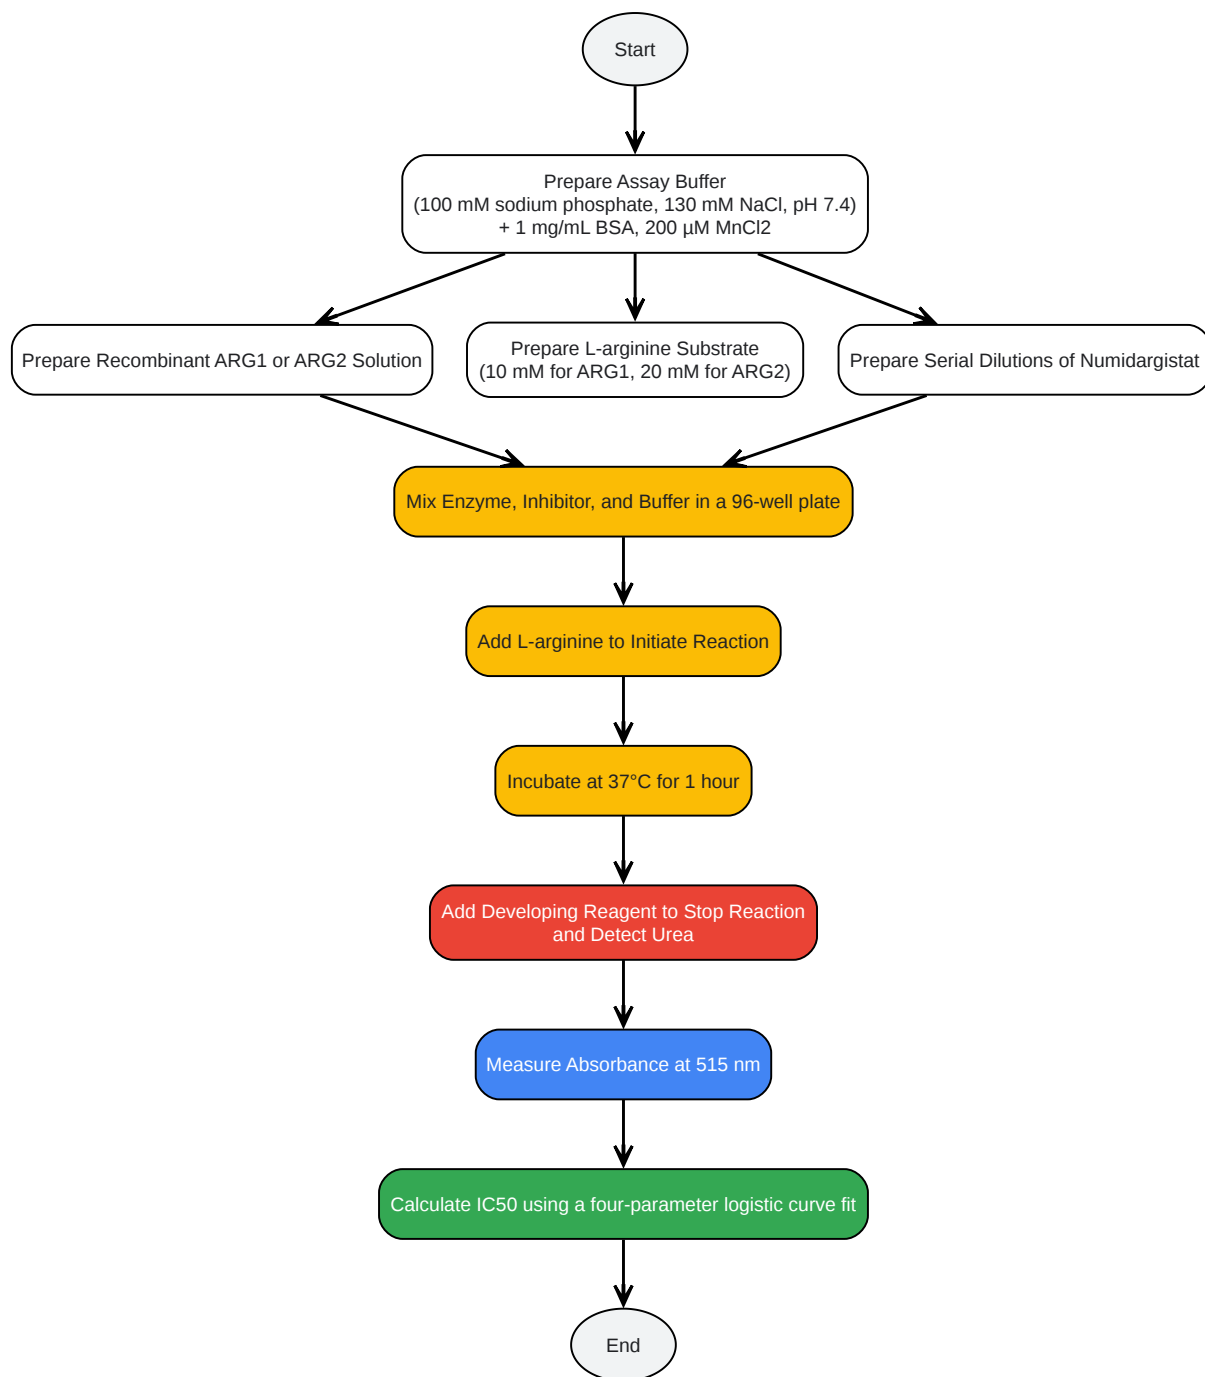 Start
Prepare Assay Buffer
(100 mM sodium phosphate, 130 mM NaCl, pH 7.4)
+ 1 mg/mL BSA, 200 µM MnCl2
Prepare Recombinant ARG1 or ARG2 Solution
Prepare L-arginine Substrate
(10 mM for ARG1, 20 mM for ARG2)
Prepare Serial Dilutions of Numidargistat
Mix Enzyme, Inhibitor, and Buffer in a 96-well plate
Add L-arginine to Initiate Reaction
Incubate at 37°C for 1 hour
Add Developing Reagent to Stop Reaction
and Detect Urea
Measure Absorbance at 515 nm
Calculate IC50 using a four-parameter logistic curve fit
End